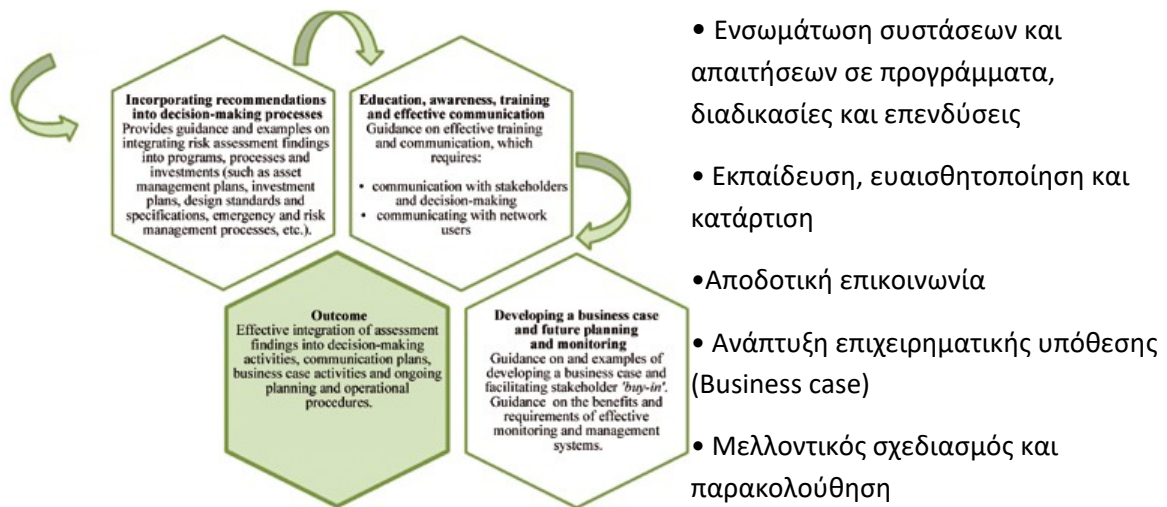 Incorporating recommendations
into decision-making processes
Provides guidance and examples on
integrating risk assessment findings
into programs, processes and
investments (such as asset
management plans, investment
plans, design standards and
specifications, emergency and risk
management processes, etc.).
Education, awareness, training
and effective communication
Guidance on effective training
and communication, which
requires:
• communication with stakeholders
and decision-making
• communicating with network
users
Outcome
Effective integration of assessment
findings into decision-making
activities, communication plans,
business case activities and ongoing
planning and operational
procedures.
Developing a business case
and future planning
and monitoring
Guidance on and examples of
developing a business case and
facilitating stakeholder 'buy-in'.
Guidance on the benefits and
requirements of effective
monitoring and management
systems.
• Ενσωμάτωση συστάσεων και
απαιτήσεων σε προγράμματα,
διαδικασίες και επενδύσεις
• Εκπαίδευση, ευαισθητοποίηση και
κατάρτιση
•Αποδοτική επικοινωνία
• Ανάπτυξη επιχειρηματικής υπόθεσης
(Business case)
• Μελλοντικός σχεδιασμός και
παρακολούθηση